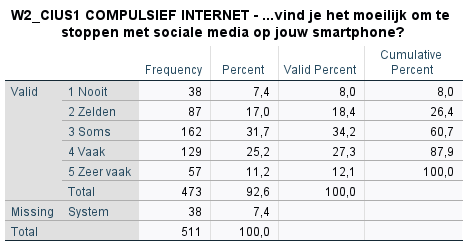 W2_CIUS1 COMPULSIEF INTERNET - ...vind je het moeilijk om te
stoppen met sociale media op jouw smartphone?
Frequency Percent Valid Percent Cumulative Percent
Valid 1 Nooit 38 7,4 8,0 8,0
2 Zelden 87 17,0 18,4 26,4
3 Soms 162 31,7 34,2 60,7
4 Vaak 129 25,2 27,3 87,9
5 Zeer vaak 57 11,2 12,1 100,0
Total 473 92,6 100,0
Missing System 38 7,4
Total 511 100,0